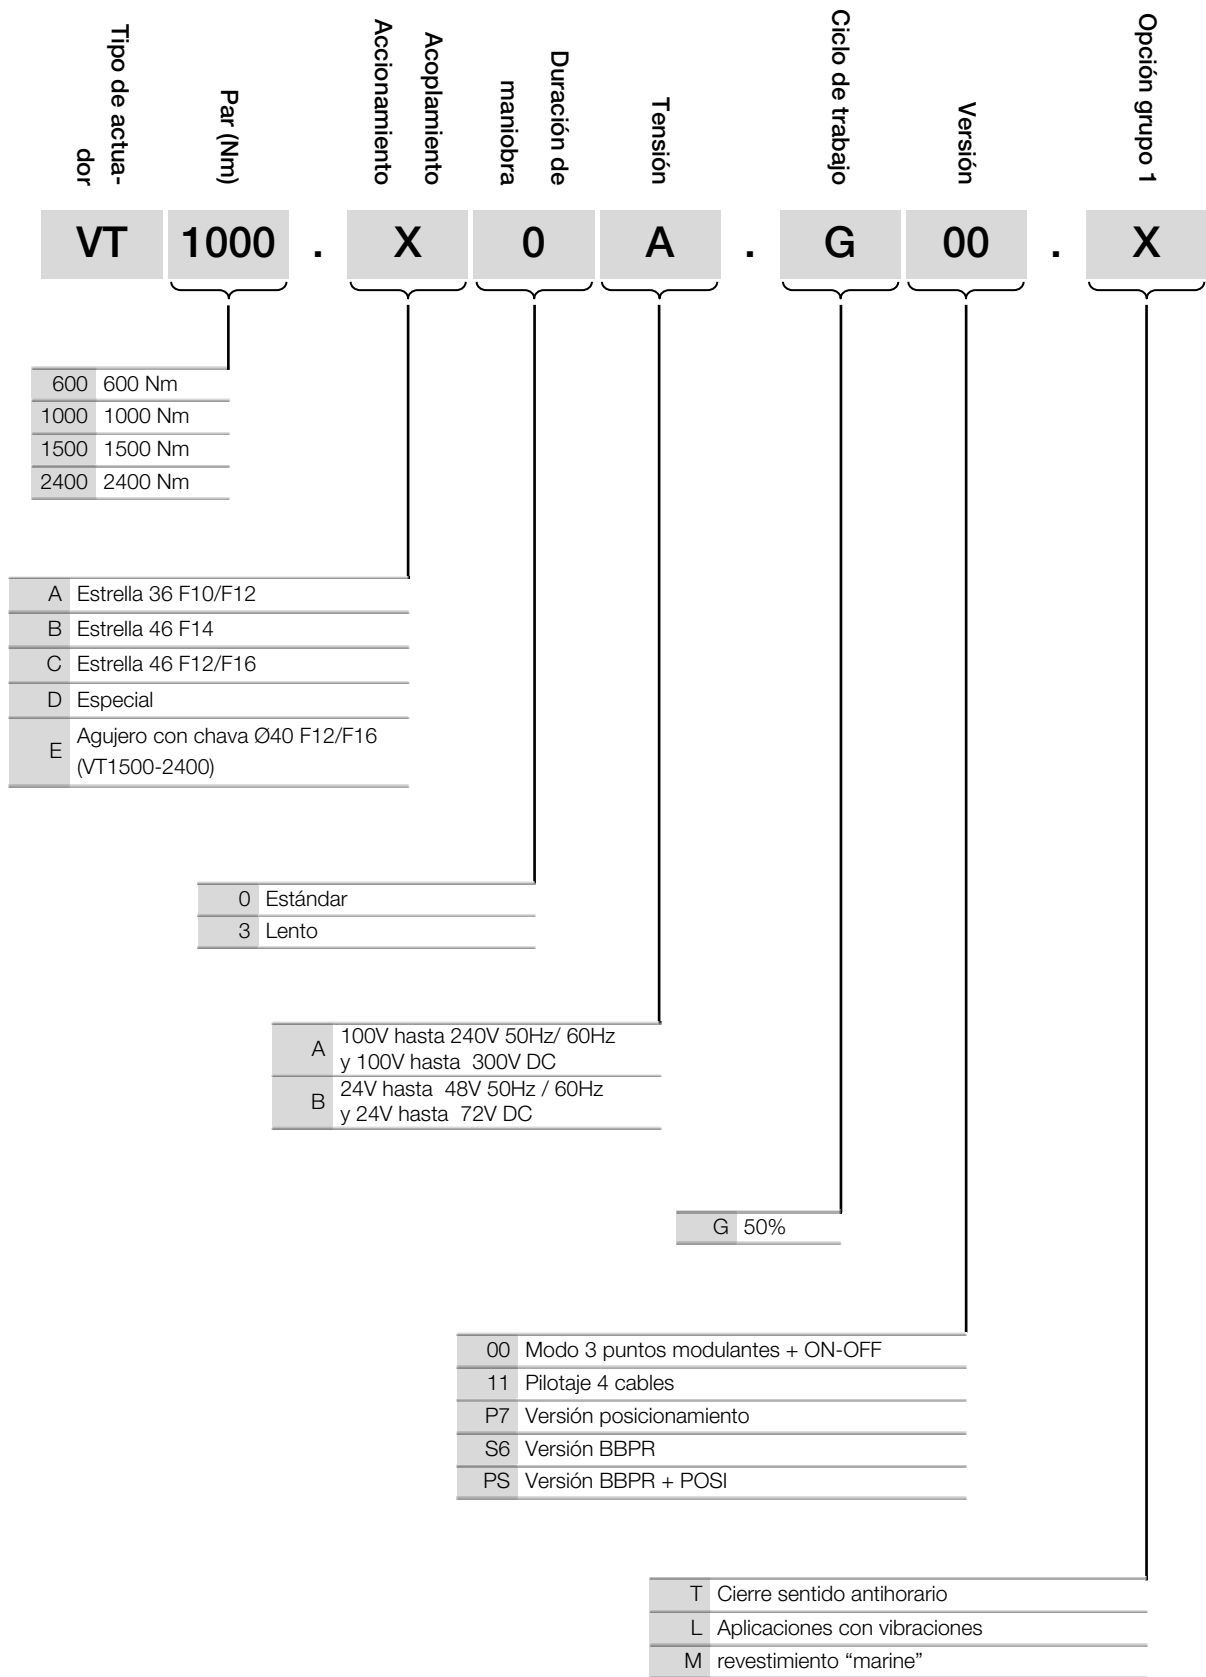 Tipo de actua-
dor
Par (Nm)
Acoplamiento
Accionamiento
Duración de
maniobra
Tensión
Ciclo de trabajo
Versión
Opción grupo 1
VT 1000 . X 0 A . G 00 . X
600 600 Nm
1000 1000 Nm
1500 1500 Nm
2400 2400 Nm
A Estrella 36 F10/F12
B Estrella 46 F14
C Estrella 46 F12/F16
D Especial
E Agujero con chava Ø40 F12/F16
(VT1500-2400)
0 Estándar
3 Lento
A 100V hasta 240V 50Hz/ 60Hz
y 100V hasta 300V DC
B 24V hasta 48V 50Hz / 60Hz
y 24V hasta 72V DC
G 50%
00 Modo 3 puntos modulantes + ON-OFF
11 Pilotaje 4 cables
P7 Versión posicionamiento
S6 Versión BBPR
PS Versión BBPR + POSI
T Cierre sentido antihorario
L Aplicaciones con vibraciones
M revestimiento “marine”